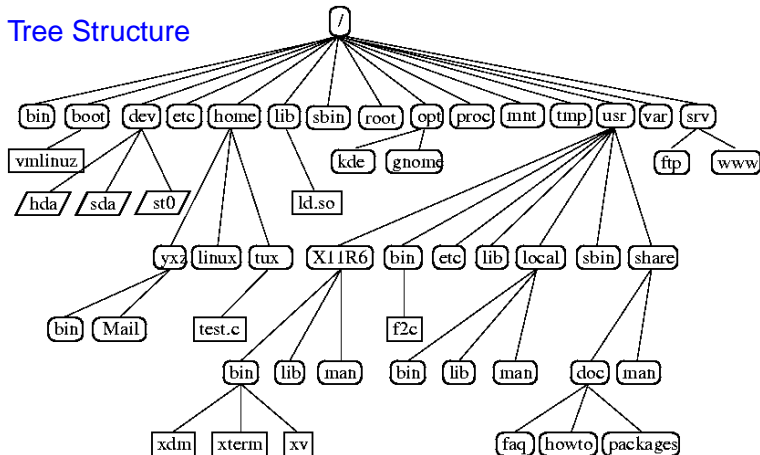 Tree Structure
/
bin boot dev etc home lib sbin root opt proc mnt tmp usr var srv
vmlinuz kde gnome ftp www
hda sda st0 ld.so
yxz linux tux X11R6 bin etc lib local sbin share
bin Mail test.c f2c
bin lib man bin lib man doc man
xdm xterm xv faq howto packages